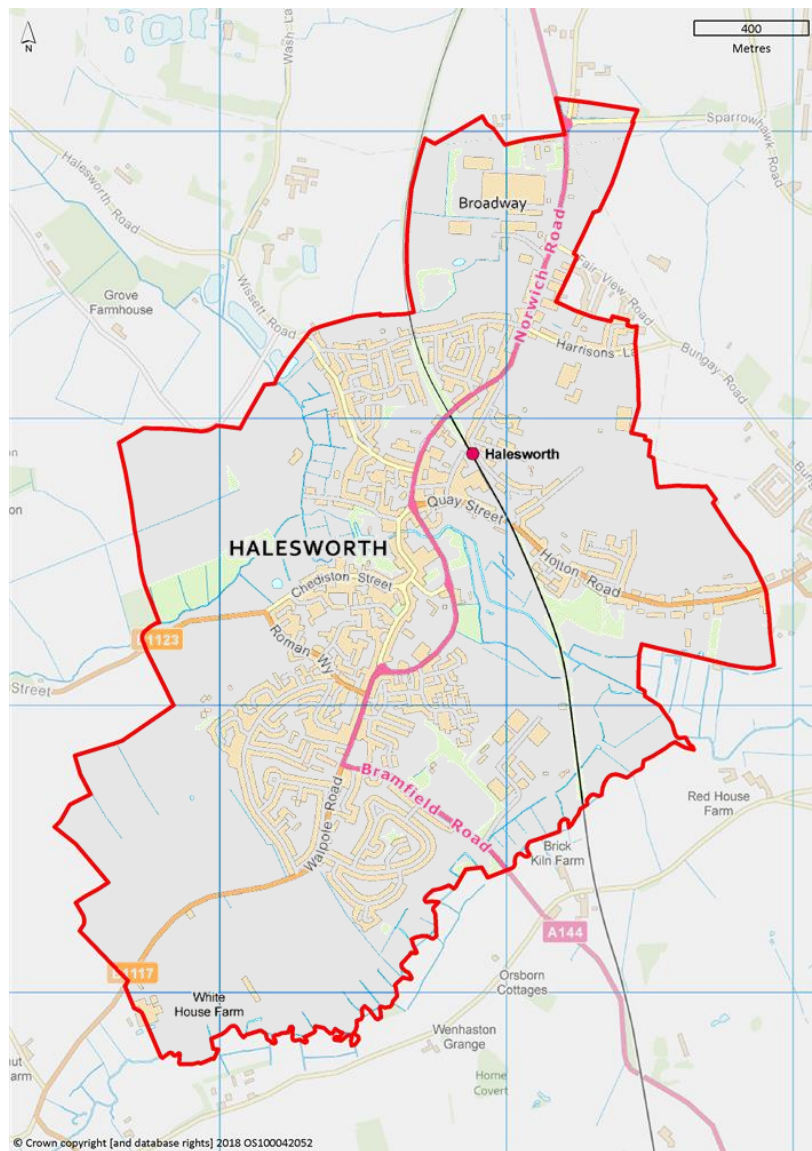 N
400
Metres
Wash Lane
Sparrowhawk Road
Halesworth Road
Broadway
Norwich Road
Grove
Farmhouse
Wissett Road
Fair View Road
Harrisons La
Bungay Road
Halesworth
Quay Street
HALESWORTH
Holton Road
Chediston Street
Roman Wy
Street
Bramfield Road
Walpole Road
Red House
Farm
Brick
Kiln Farm
A144
White
House Farm
Orsborn
Cottages
Wenhaston
Grange
Home
Covert
© Crown copyright [and database rights] 2018 OS100042052